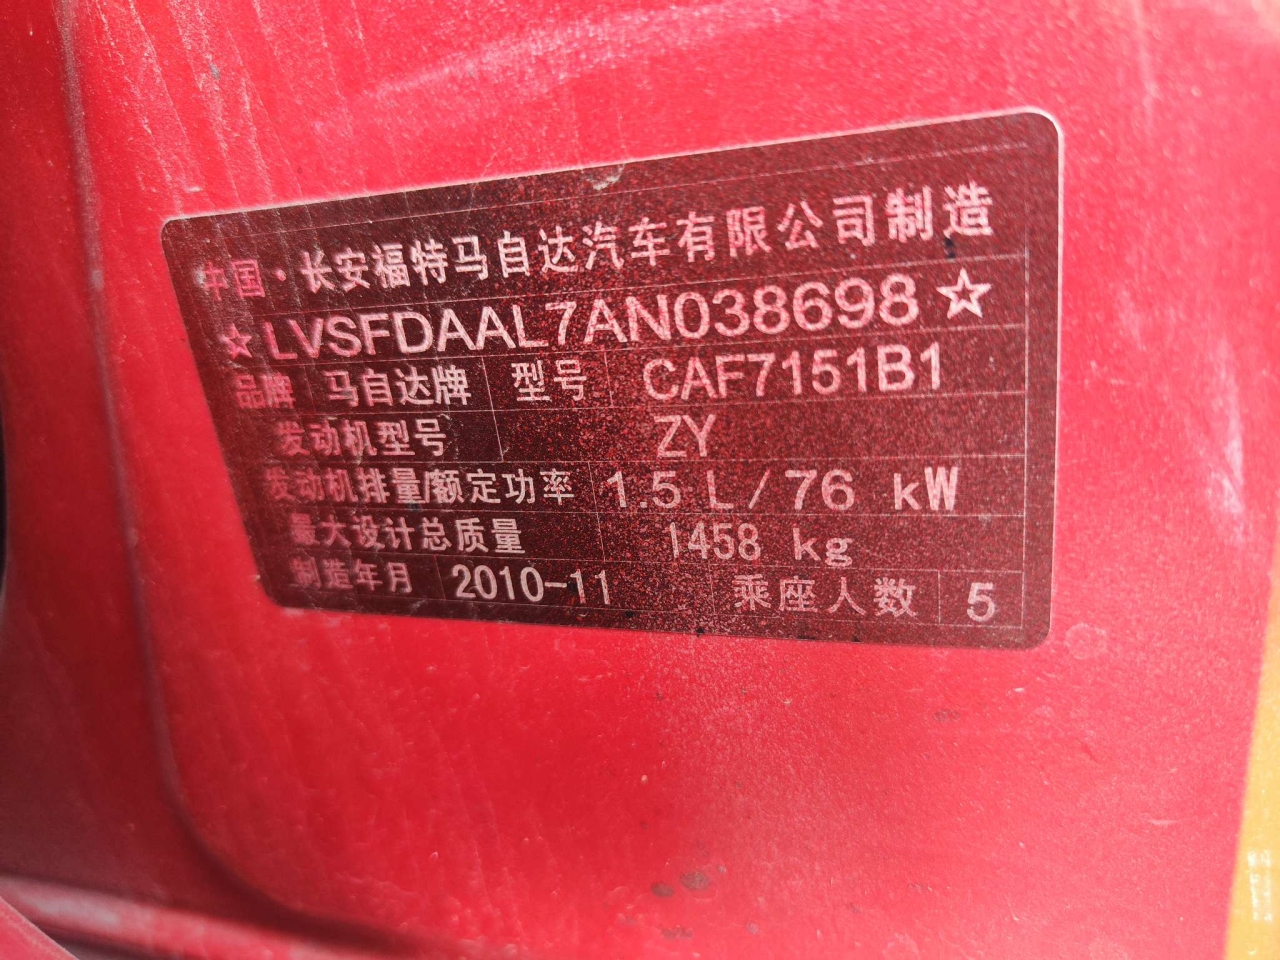 中国·长安福特马自达汽车有限公司制造
★LVSFDAAL7AN038698☆
品牌 马自达牌 型号 CAF7151B1
发动机型号 ZY
发动机排量/额定功率 1.5 L/76 kW
最大设计总质量 1458 kg
制造年月 2010-11 乘座人数 5